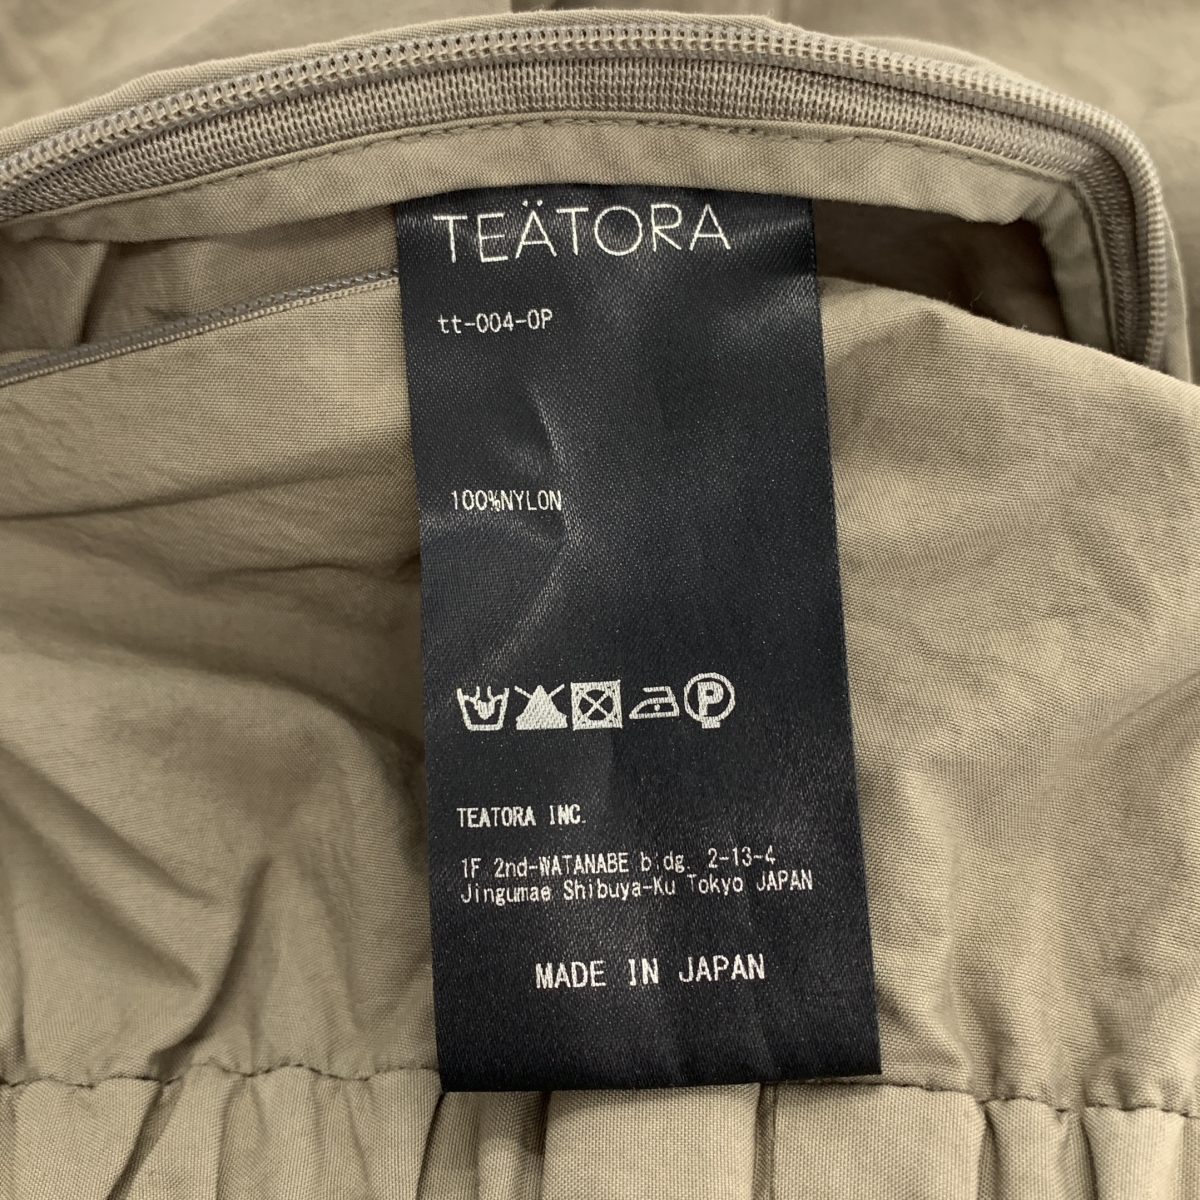 TEÄTORA
tt-004-OP
100%NYLON
P
TEATORA INC.
1F 2nd-WATANABE bldg. 2-13-4
Jingumae Shibuya-Ku Tokyo JAPAN
MADE IN JAPAN